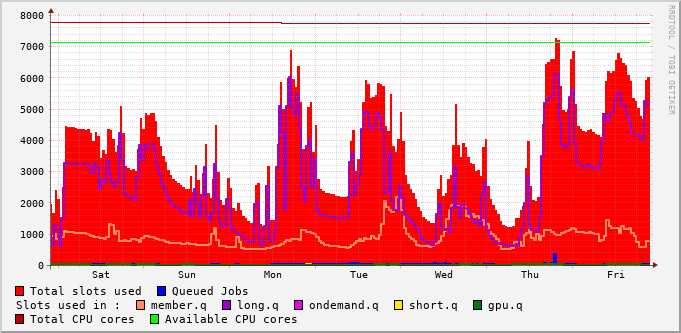 8000
7000
6000
5000
4000
3000
2000
1000
0
Sat Sun Mon Tue Wed Thu Fri
RRDTOOL / TOBI OETIKER
Total slots used Queued Jobs
Slots used in : member.q long.q ondemand.q short.q gpu.q
Total CPU cores Available CPU cores